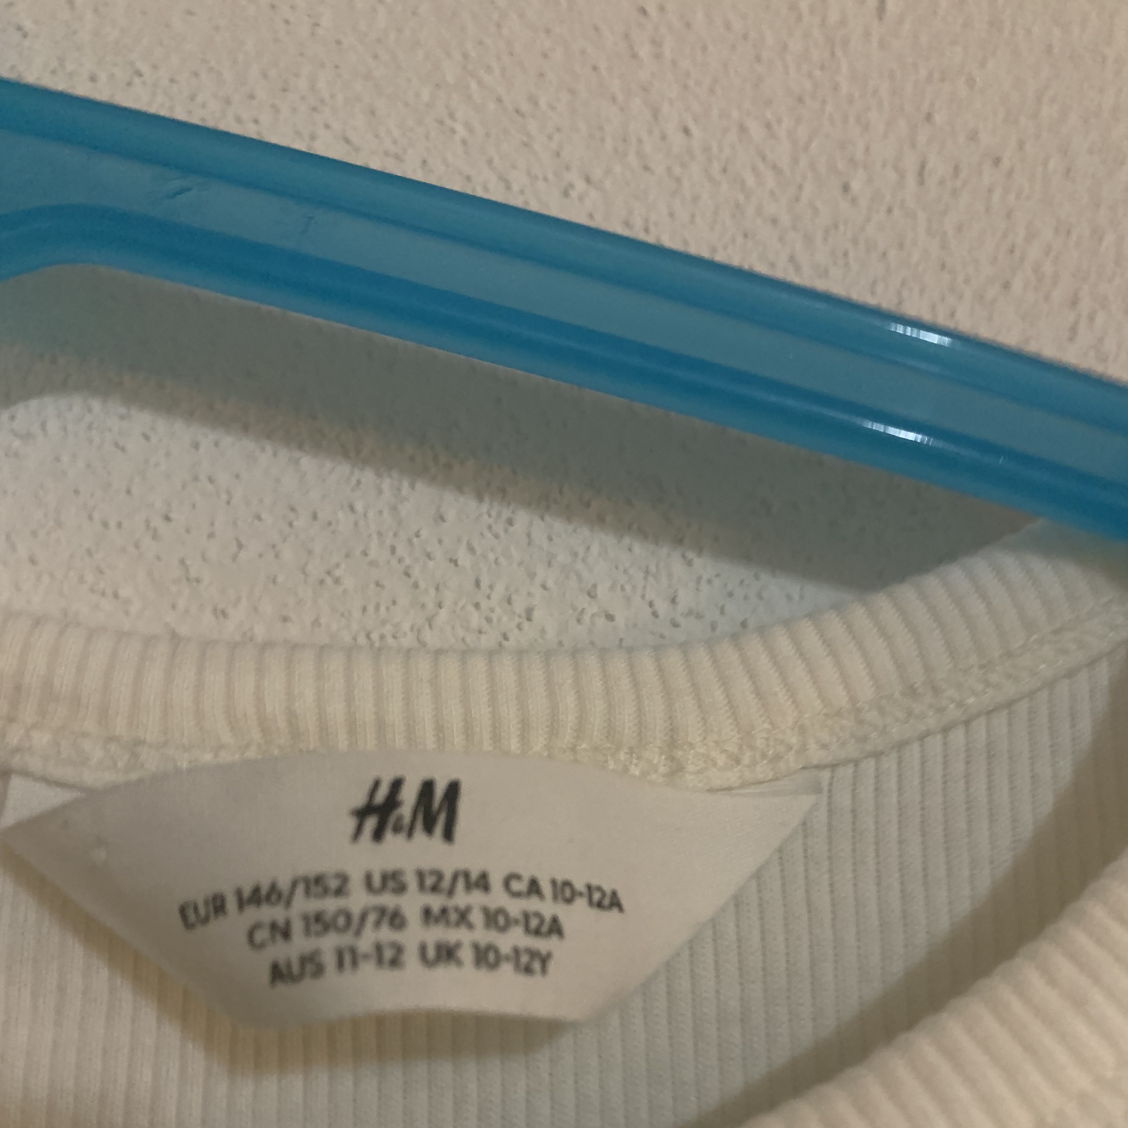 H&M
EUR 146/152 US 12/14 CA 10-12A
CN 150/76 MX 10-12A
AUS 11-12 UK 10-12Y